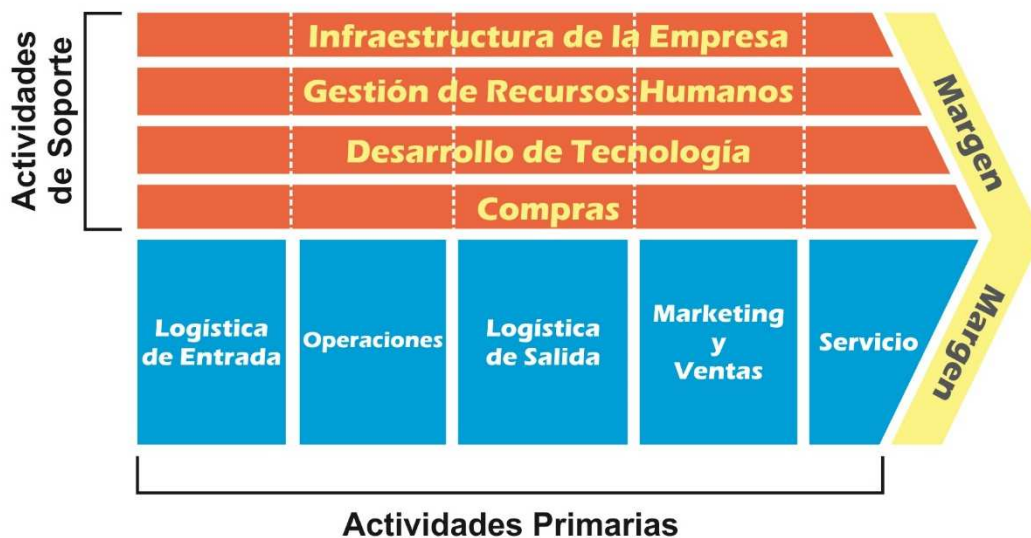 Actividades
de Soporte
Infraestructura de la Empresa
Gestión de Recursos Humanos
Desarrollo de Tecnología
Compras
Margen
Logística
de Entrada
Operaciones
Logística
de Salida
Marketing
y
Ventas
Servicio
Margen
Actividades Primarias